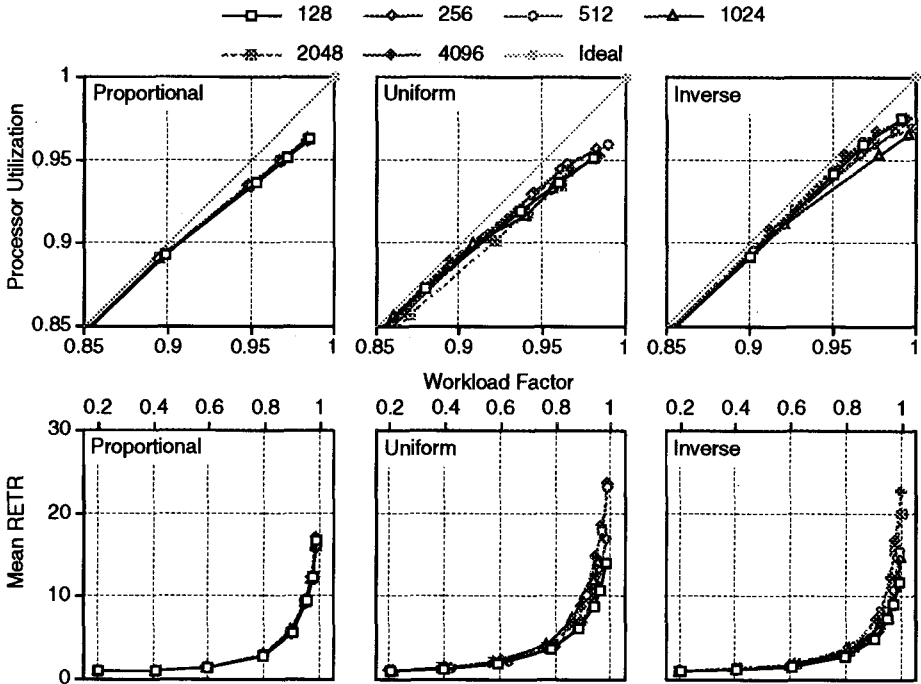 128 256 512 1024
2048 4096 Ideal
Processor Utilization
1
0.95
0.9
0.85
Proportional
Uniform
Inverse
0.85 0.9 0.95 1
0.85 0.9 0.95 1
0.85 0.9 0.95 1
Workload Factor
0.2 0.4 0.6 0.8 1
0.2 0.4 0.6 0.8 1
0.2 0.4 0.6 0.8 1
Mean RETR
30
20
10
0
Proportional
Uniform
Inverse